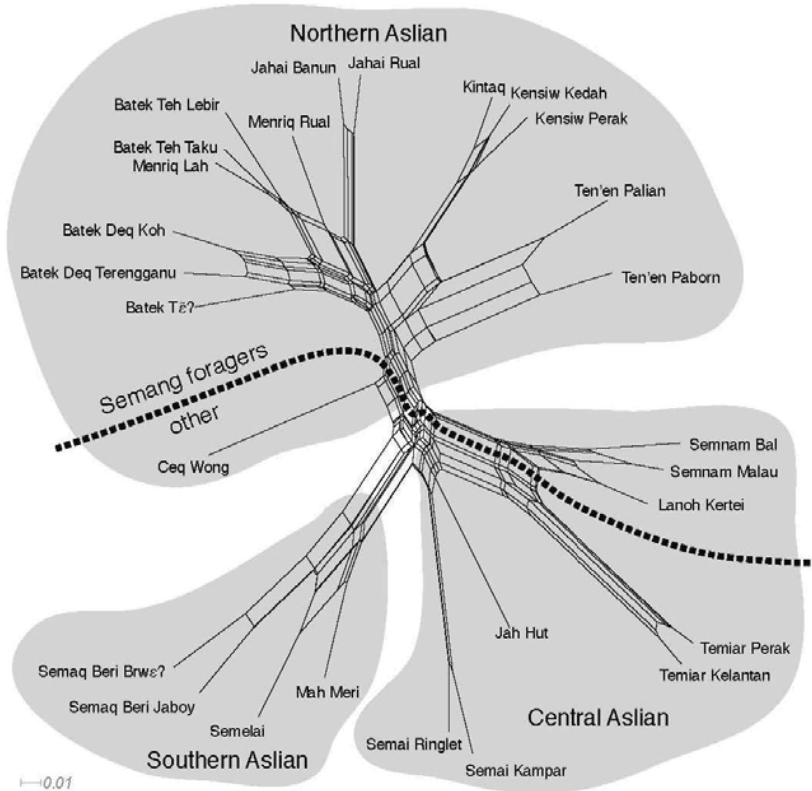 Northern Aslian
Jahai Banun
Jahai Rual
Kintaq
Kensiw Kedah
Kensiw Perak
Batek Teh Lebir
Menriq Rual
Batek Teh Taku
Menriq Lah
Ten'en Palian
Batek Deq Koh
Batek Deq Terengganu
Ten'en Paborn
Batek Tɛ̃?
Semang foragers
other
Ceq Wong
Semnam Bal
Semnam Malau
Lanoh Kertei
Jah Hut
Temiar Perak
Temiar Kelantan
Semaq Beri Brwɛ?
Semaq Beri Jaboy
Mah Meri
Semelai
Central Aslian
Southern Aslian
Semai Ringlet
Semai Kampar
0.01